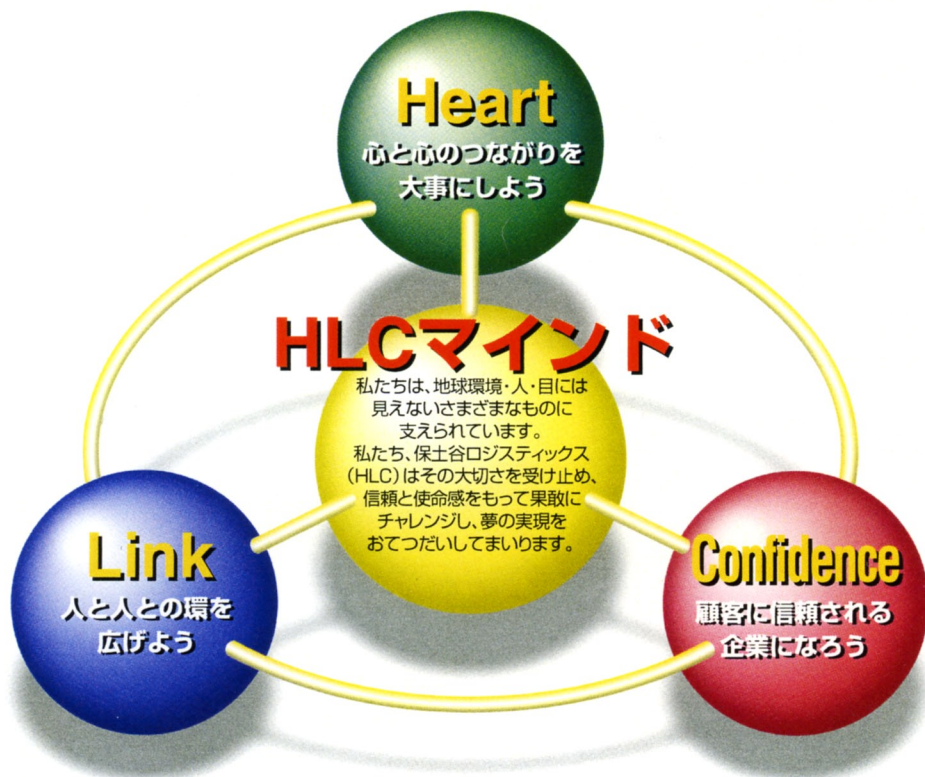 Heart
心と心のつながりを
大事にしよう
HLCマインド
私たちは、地球環境・人・目には
見えないさまざまなものに
支えられています。
私たち、保土谷ロジスティックス
(HLC)はその大切さを受け止め、
信頼と使命感をもって果敢に
チャレンジし、夢の実現を
おてつだいしてまいります。
Link
人と人との環を
広げよう
Confidence
顧客に信頼される
企業になろう